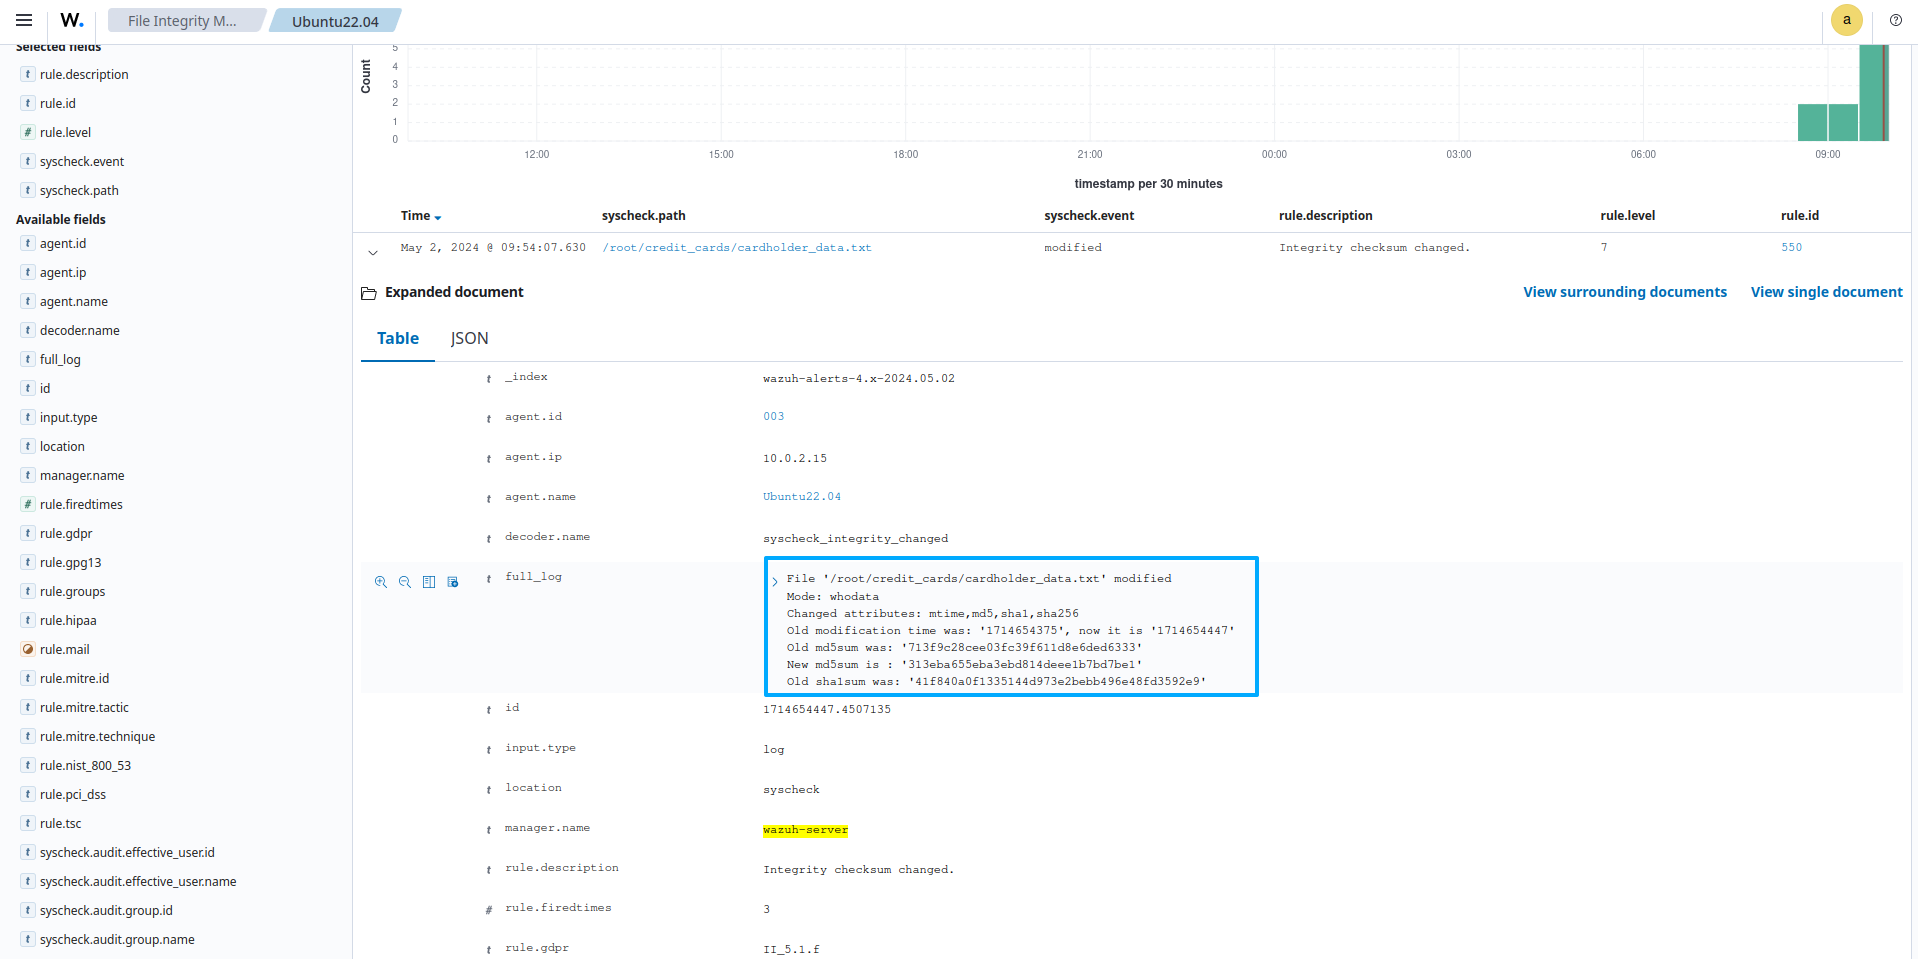 W.
File Integrity M...
Ubuntu22.04
a
Selected fields
t rule.description
t rule.id
# rule.level
t syscheck.event
t syscheck.path
Available fields
t agent.id
t agent.ip
t agent.name
t decoder.name
t full_log
t id
t input.type
t location
t manager.name
# rule.firedtimes
t rule.gdpr
t rule.gpg13
t rule.groups
t rule.hipaa
rule.mail
t rule.mitre.id
t rule.mitre.tactic
t rule.mitre.technique
t rule.nist_800_53
t rule.pci_dss
t rule.tsc
t syscheck.audit.effective_user.id
t syscheck.audit.effective_user.name
t syscheck.audit.group.id
t syscheck.audit.group.name
Count
5
4
3
2
1
0
12:00 15:00 18:00 21:00 00:00 03:00 06:00 09:00
timestamp per 30 minutes
Time syscheck.path syscheck.event rule.description rule.level rule.id
May 2, 2024 @ 09:54:07.630 /root/credit_cards/cardholder_data.txt modified Integrity checksum changed. 7 550
Expanded document View surrounding documents View single document
Table JSON
t _index wazuh-alerts-4.x-2024.05.02
t agent.id 003
t agent.ip 10.0.2.15
t agent.name Ubuntu22.04
t decoder.name syscheck_integrity_changed
t full_log File '/root/credit_cards/cardholder_data.txt' modified
Mode: whodata
Changed attributes: mtime,md5,sha1,sha256
Old modification time was: '1714654375', now it is '1714654447'
Old md5sum was: '713f9c28cee03fc39f611d8e6ded6333'
New md5sum is : '313eba655eba3ebd814deee1b7bd7be1'
Old sha1sum was: '41f840a0f1335144d973e2bebb496e48fd3592e9'
t id 1714654447.4507135
t input.type log
t location syscheck
t manager.name wazuh-server
t rule.description Integrity checksum changed.
# rule.firedtimes 3
t rule.gdpr II_5.1.f